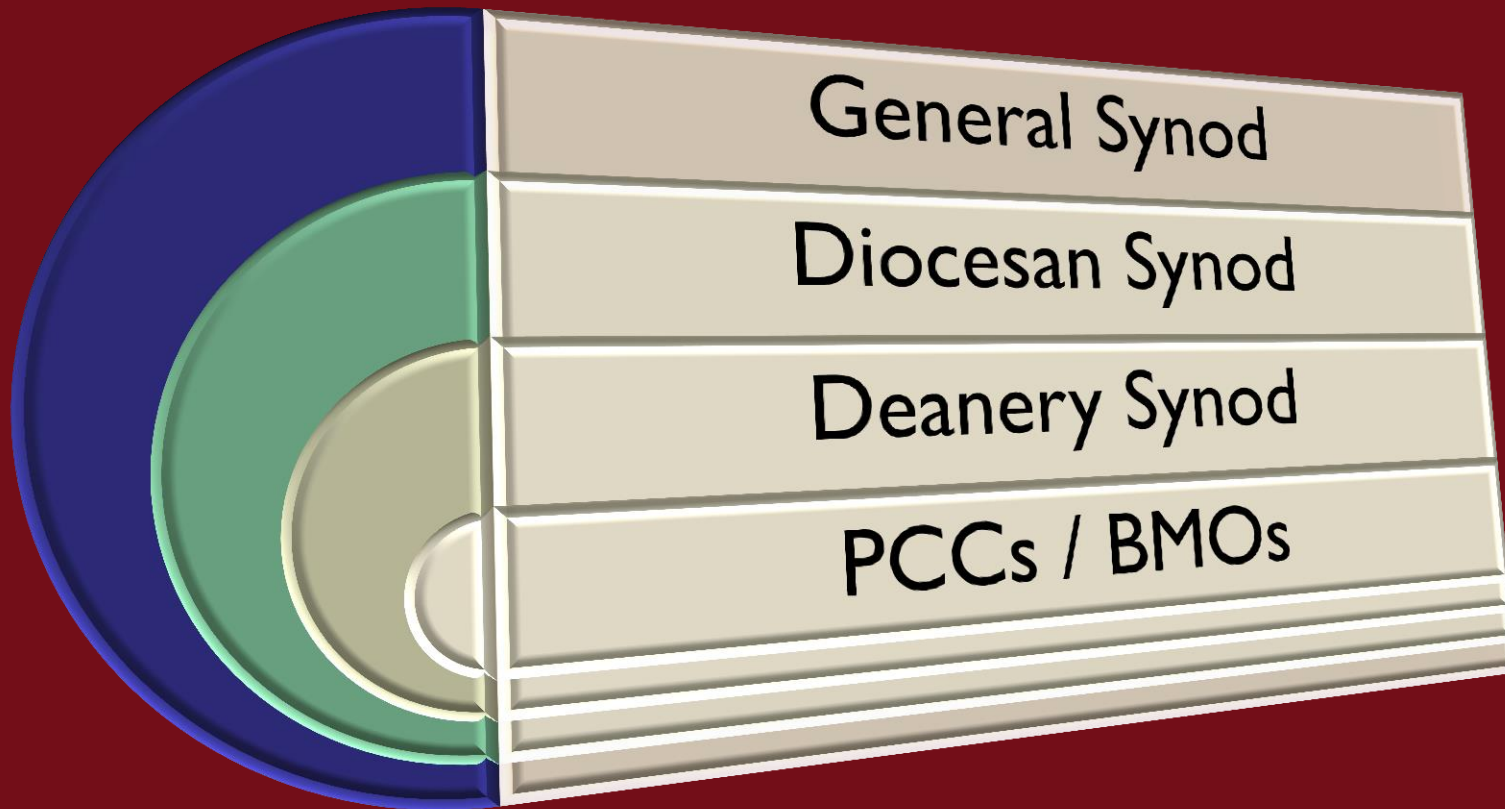 General Synod
Diocesan Synod
Deanery Synod
PCCs / BMOs